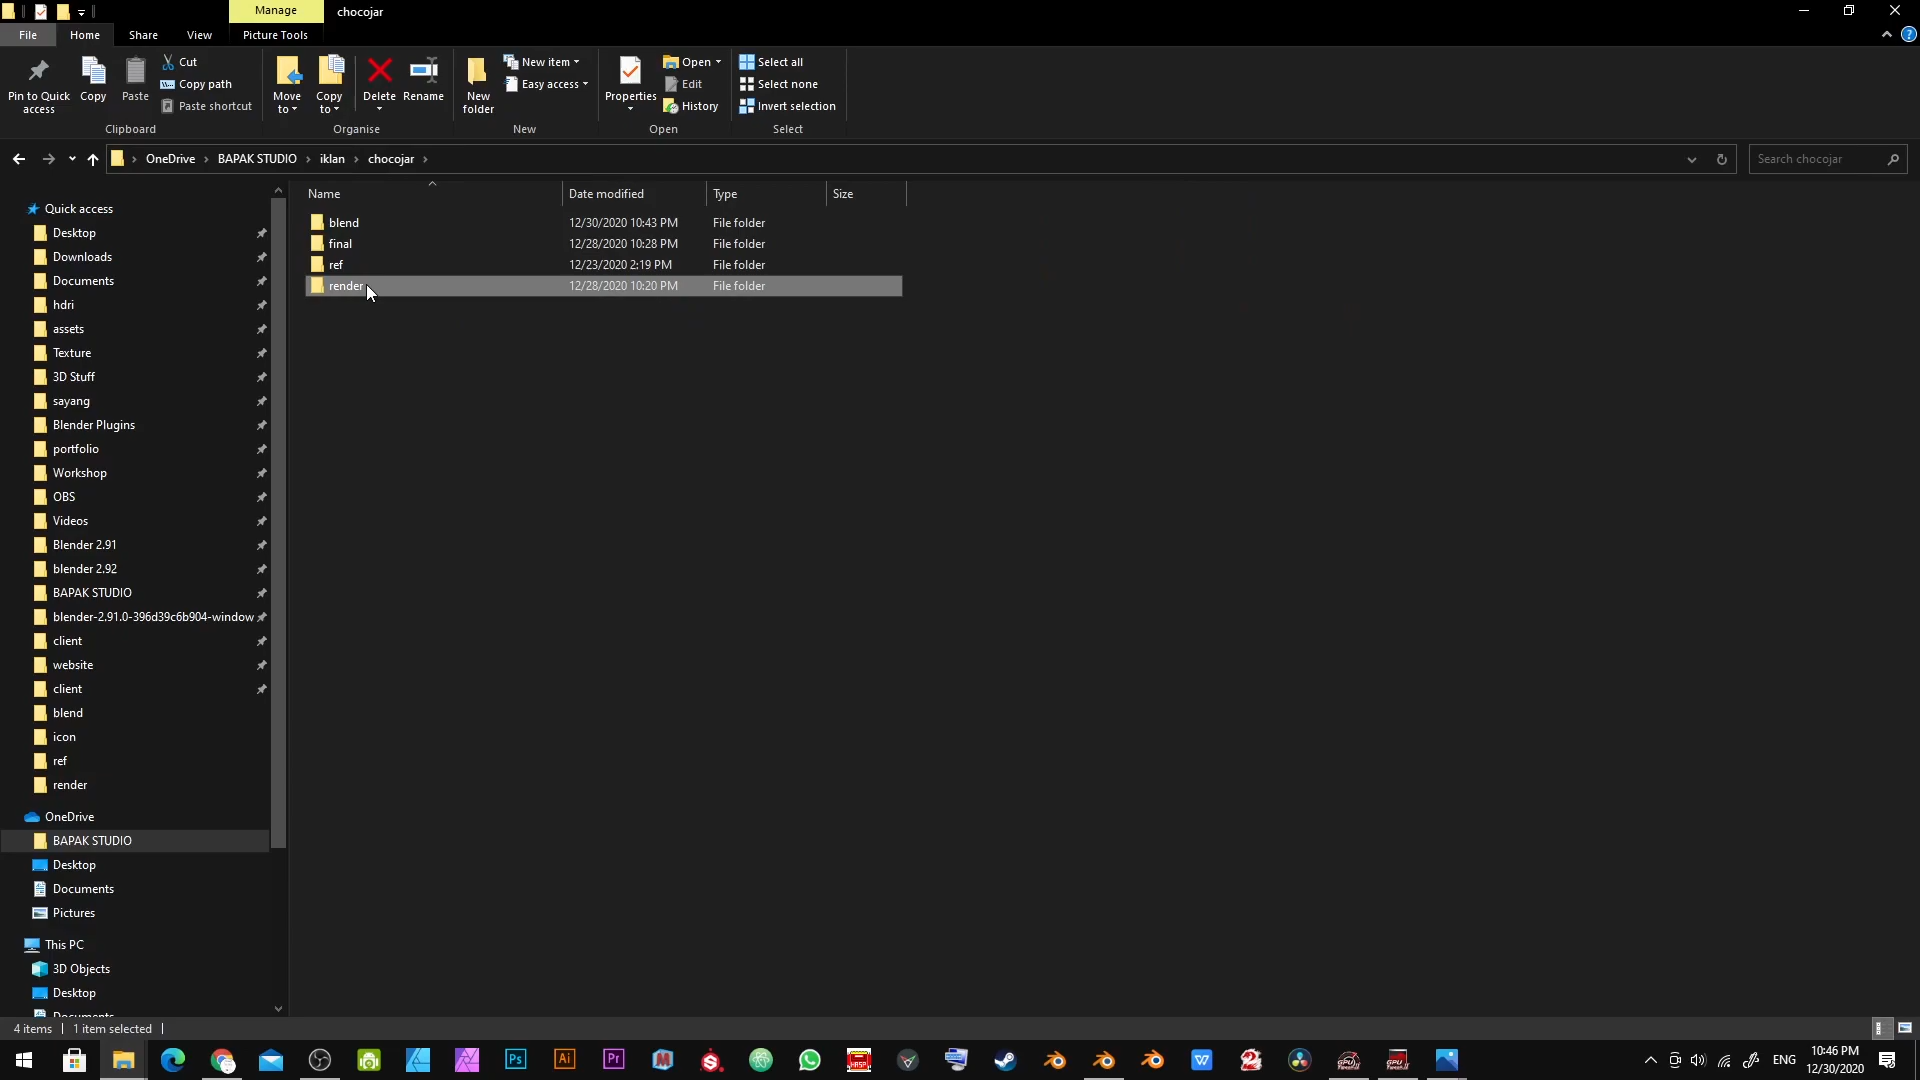 Manage
chocojar
File
Home
Share
View
Picture Tools
Pin to Quick access
Copy
Paste
Cut
Copy path
Paste shortcut
Clipboard
Move to
Copy to
Delete
Rename
Organise
New folder
New item
Easy access
New
Properties
Open
Edit
History
Open
Select all
Select none
Invert selection
Select
OneDrive
BAPAK STUDIO
iklan
chocojar
Search chocojar
Name
Date modified
Type
Size
blend 12/30/2020 10:43 PM File folder
final 12/28/2020 10:28 PM File folder
ref 12/23/2020 2:19 PM File folder
render 12/28/2020 10:20 PM File folder
Quick access
Desktop
Downloads
Documents
hdri
assets
Texture
3D Stuff
sayang
Blender Plugins
portfolio
Workshop
OBS
Videos
Blender 2.91
blender 2.92
BAPAK STUDIO
blender-2.91.0-396d39c6b904-window
client
website
client
blend
icon
ref
render
OneDrive
BAPAK STUDIO
Desktop
Documents
Pictures
This PC
3D Objects
Desktop
Documents
4 items
1 item selected
Ps
Ai
Pr
ENG
10:46 PM
12/30/2020